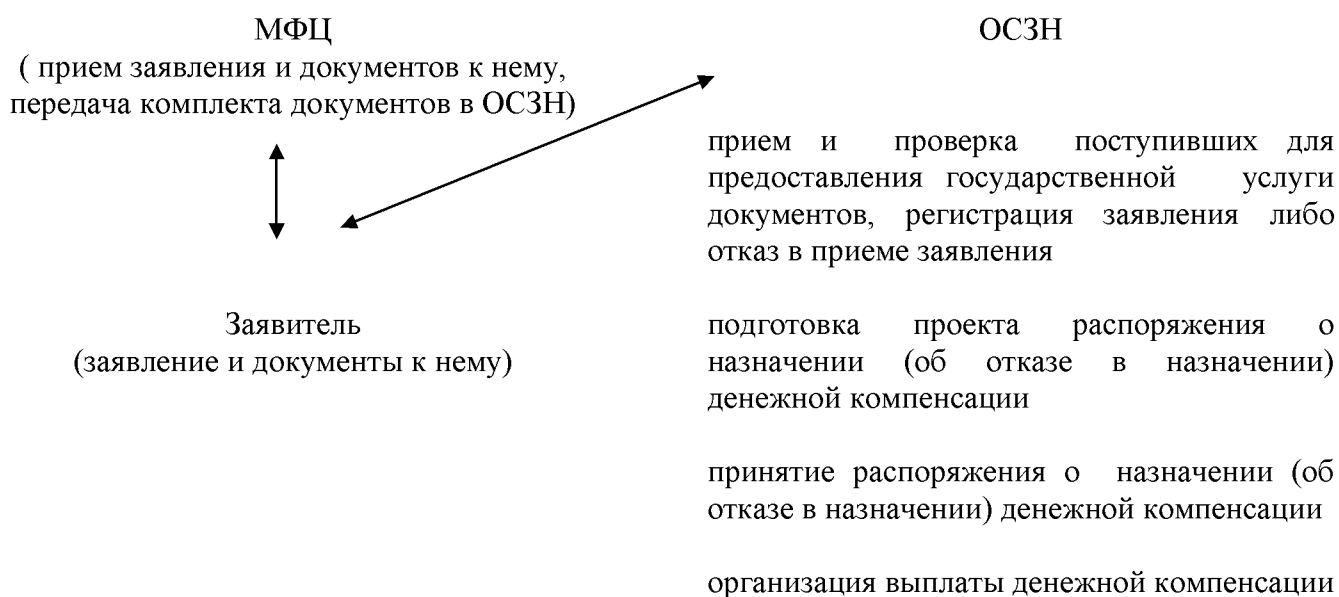 МФЦ
( прием заявления и документов к нему,
передача комплекта документов в ОСЗН)
Заявитель
(заявление и документы к нему)
ОСЗН
прием и проверка поступивших для
предоставления государственной услуги
документов, регистрация заявления либо
отказ в приеме заявления
подготовка проекта распоряжения о
назначении (об отказе в назначении)
денежной компенсации
принятие распоряжения о назначении (об
отказе в назначении) денежной компенсации
организация выплаты денежной компенсации